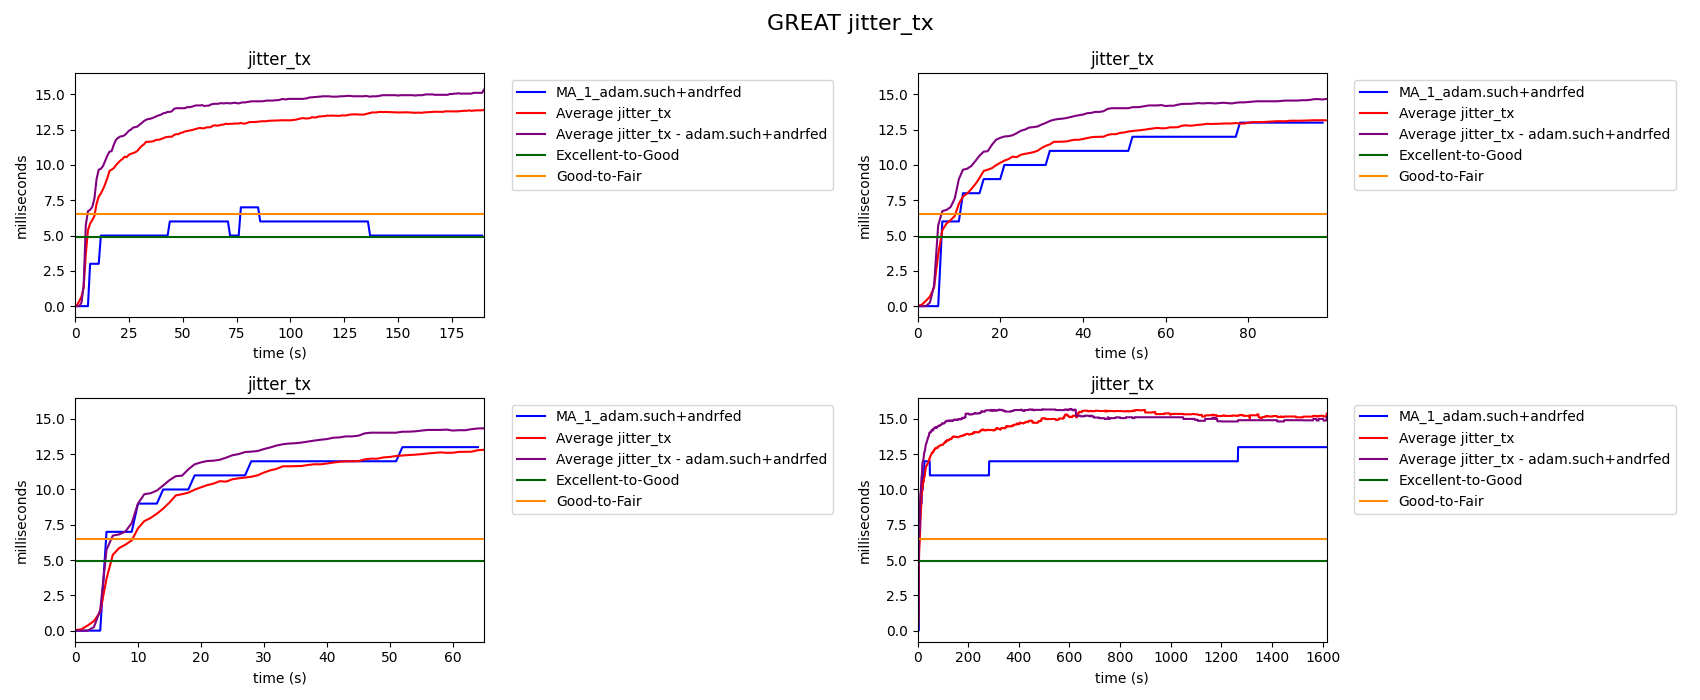 GREAT jitter_tx
jitter_tx
15.0
12.5
10.0
7.5
5.0
2.5
0.0
milliseconds
0 25 50 75 100 125 150 175
time (s)
MA_1_adam.such+andrfed
Average jitter_tx
Average jitter_tx - adam.such+andrfed
Excellent-to-Good
Good-to-Fair
jitter_tx
15.0
12.5
10.0
7.5
5.0
2.5
0.0
milliseconds
0 20 40 60 80
time (s)
MA_1_adam.such+andrfed
Average jitter_tx
Average jitter_tx - adam.such+andrfed
Excellent-to-Good
Good-to-Fair
jitter_tx
15.0
12.5
10.0
7.5
5.0
2.5
0.0
milliseconds
0 10 20 30 40 50 60
time (s)
MA_1_adam.such+andrfed
Average jitter_tx
Average jitter_tx - adam.such+andrfed
Excellent-to-Good
Good-to-Fair
jitter_tx
15.0
12.5
10.0
7.5
5.0
2.5
0.0
milliseconds
0 200 400 600 800 1000 1200 1400 1600
time (s)
MA_1_adam.such+andrfed
Average jitter_tx
Average jitter_tx - adam.such+andrfed
Excellent-to-Good
Good-to-Fair